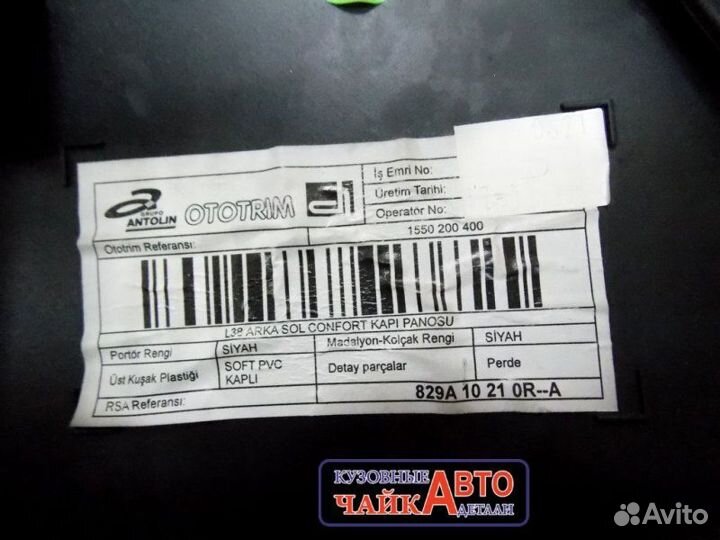 GRUPO
ANTOLIN
OTOTRIM
İş Emri No:
Üretim Tarihi:
Operatör No:
Ototrim Referansı:
1550 200 400
L38 ARKA SOL CONFORT KAPI PANOSU
Portör Rengi
SİYAH
Madalyon-Kolçak Rengi
SİYAH
Üst Kuşak Plastiği
SOFT PVC
KAPLI
Detay parçalar
Perde
RSA Referansı:
829A 10 21 0R--A
КУЗОВНЫЕ
ЧАЙКА
АВТО
ДЕТАЛИ
Avito